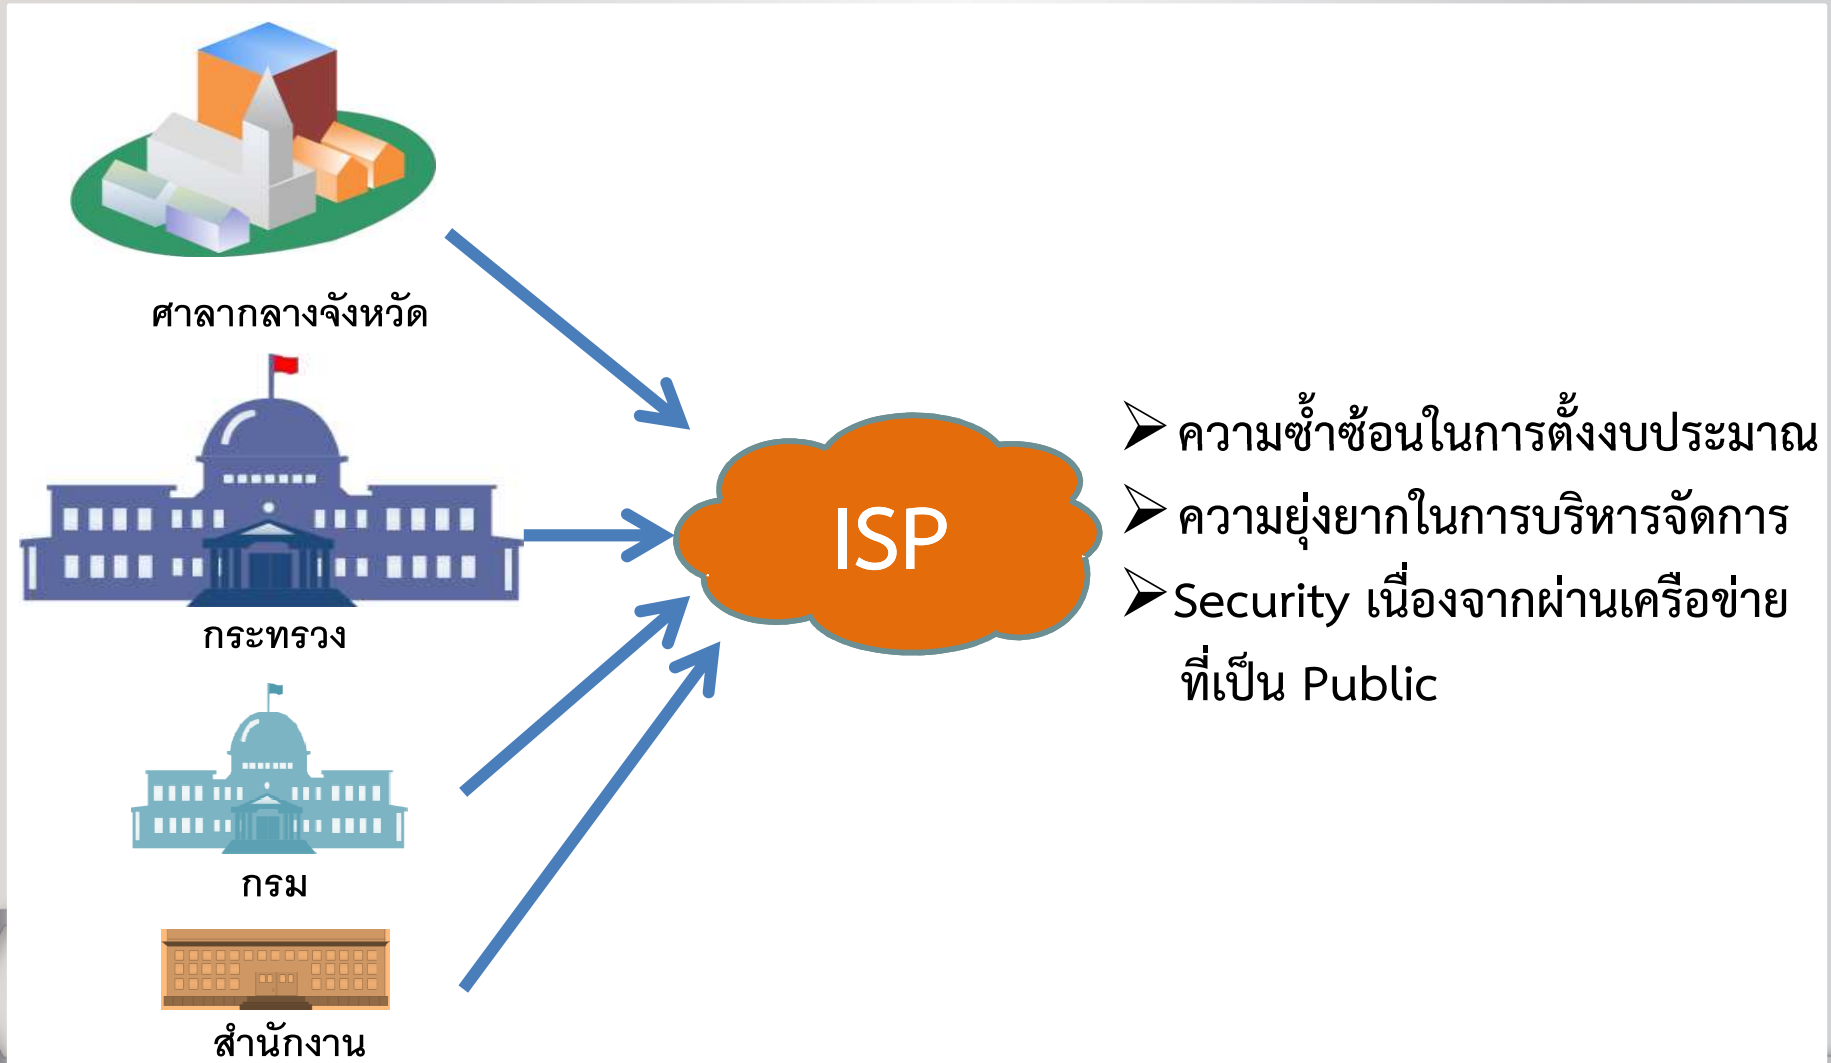 ศาลากลางจังหวัด
กระทรวง
กรม
สำนักงาน
ISP
ความซ้ำซ้อนในการตั้งงบประมาณ
ความยุ่งยากในการบริหารจัดการ
Security เนื่องจากผ่านเครือข่าย
ที่เป็น Public